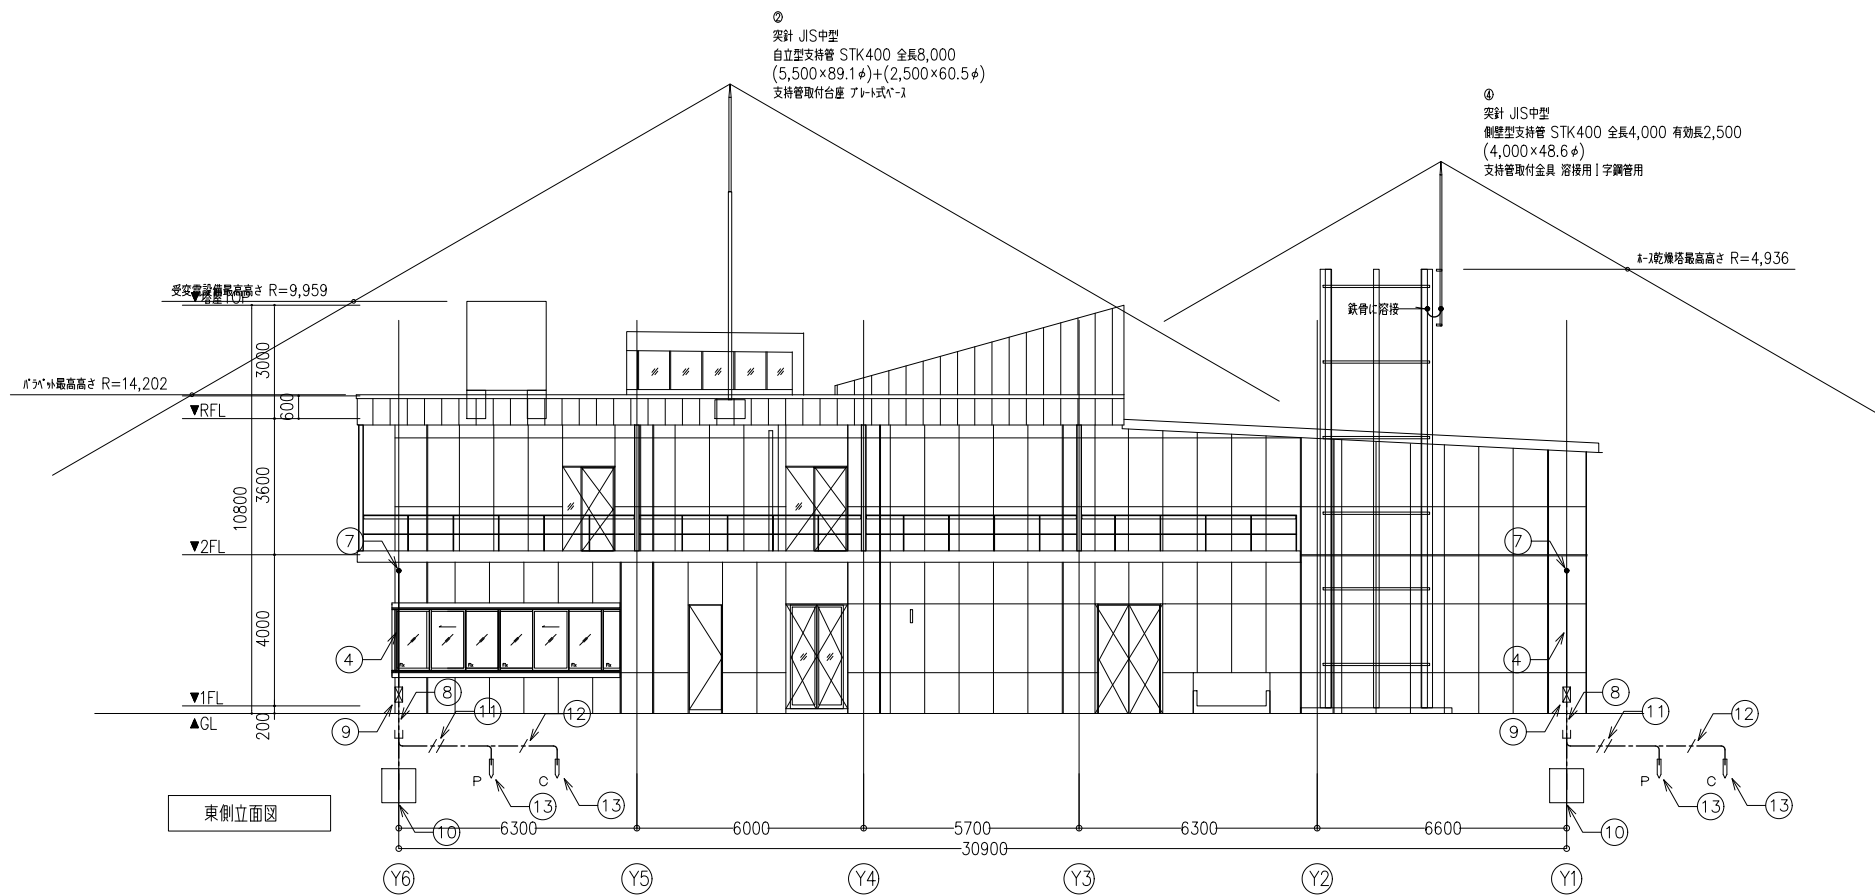 ②
突針 JIS中型
自立型支持管 STK400 全長8,000
(5,500×89.1φ)+(2,500×60.5φ)
支持管取付台座 プレート式ベース
④
突針 JIS中型
側壁型支持管 STK400 全長4,000 有効長2,500
(4,000×48.6φ)
支持管取付金具 溶接用I字鋼管用
ホース乾燥塔最高高さ R=4,936
受変電設備最高高さ R=9,959
▼塔屋TOP
鉄骨に溶接
パラペット最高高さ R=14,202
▼RFL
3000
600
3600
10800
▼2FL
4000
▼1FL
▲GL
200
7
4
8
9
11
12
P
C
13
13
10
7
4
8
9
11
12
P
C
13
13
10
東側立面図
6300
6000
5700
6300
6600
30900
Y6
Y5
Y4
Y3
Y2
Y1